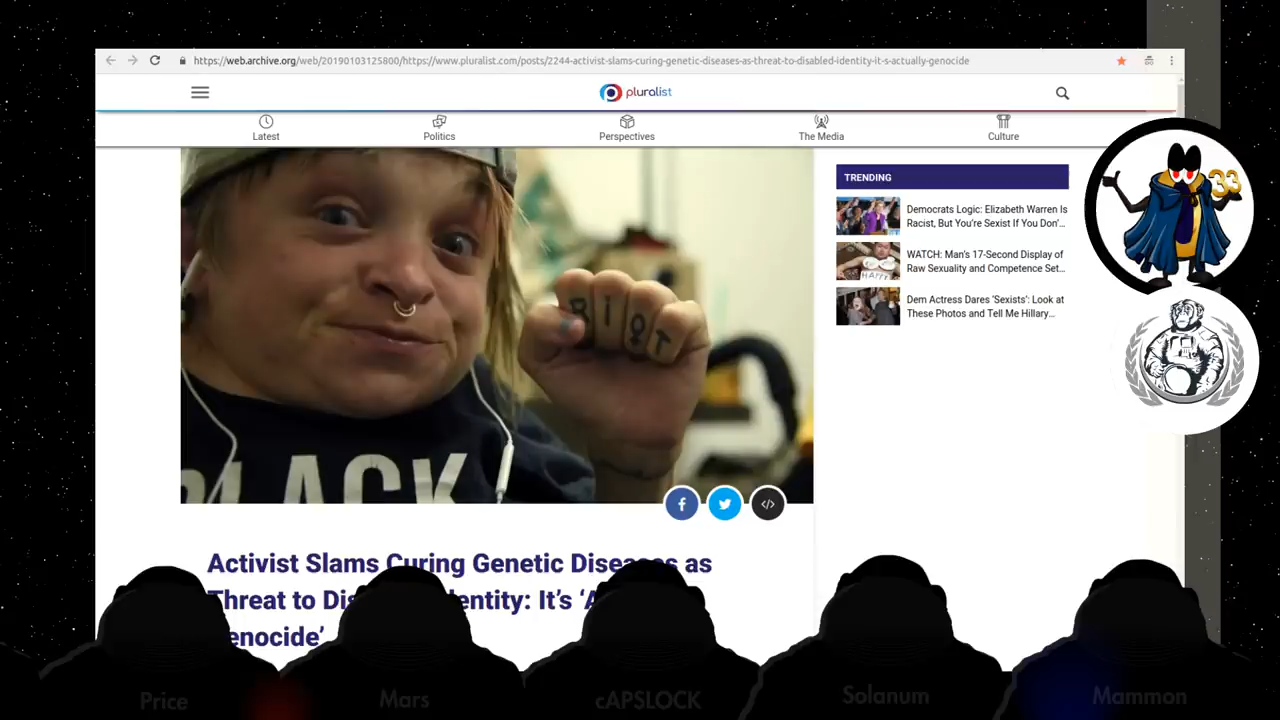 https://web.archive.org/web/20190103125800/https://www.pluralist.com/posts/2244-activist-slams-curing-genetic-diseases-as-threat-to-disabled-identity-it-s-actually-genocide
pluralist
Latest
Politics
Perspectives
The Media
Culture
RIOT
BLACK
TRENDING
Democrats Logic: Elizabeth Warren Is
Racist, But You're Sexist If You Don'...
WATCH: Man's 17-Second Display of
Raw Sexuality and Competence Set...
Dem Actress Dares 'Sexists': Look at
These Photos and Tell Me Hillary...
33
Activist Slams Curing Genetic Diseases as
Threat to Dis entity: It's 'A
enocide'
Price
Mars
cAPSLOCK
Solanum
Mammon